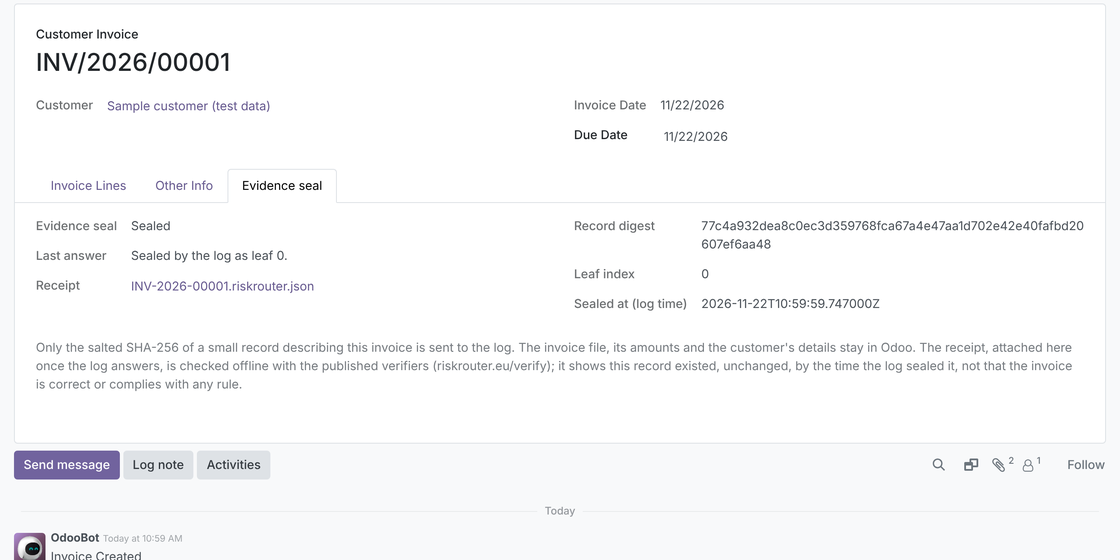 Customer Invoice
INV/2026/00001
Customer Sample customer (test data)
Invoice Date 11/22/2026
Due Date 11/22/2026
Invoice Lines Other Info Evidence seal
Evidence seal Sealed
Last answer Sealed by the log as leaf 0.
Receipt INV-2026-00001.riskrouter.json
Record digest 77c4a932dea8c0ec3d359768fca67a4e47aa1d702e42e40fafbd20
607ef6aa48
Leaf index 0
Sealed at (log time) 2026-11-22T10:59:59.747000Z
Only the salted SHA-256 of a small record describing this invoice is sent to the log. The invoice file, its amounts and the customer's details stay in Odoo. The receipt, attached here
once the log answers, is checked offline with the published verifiers (riskrouter.eu/verify); it shows this record existed, unchanged, by the time the log sealed it, not that the invoice
is correct or complies with any rule.
Send message Log note Activities 2 1 Follow
Today
OdooBot Today at 10:59 AM
Invoice Created